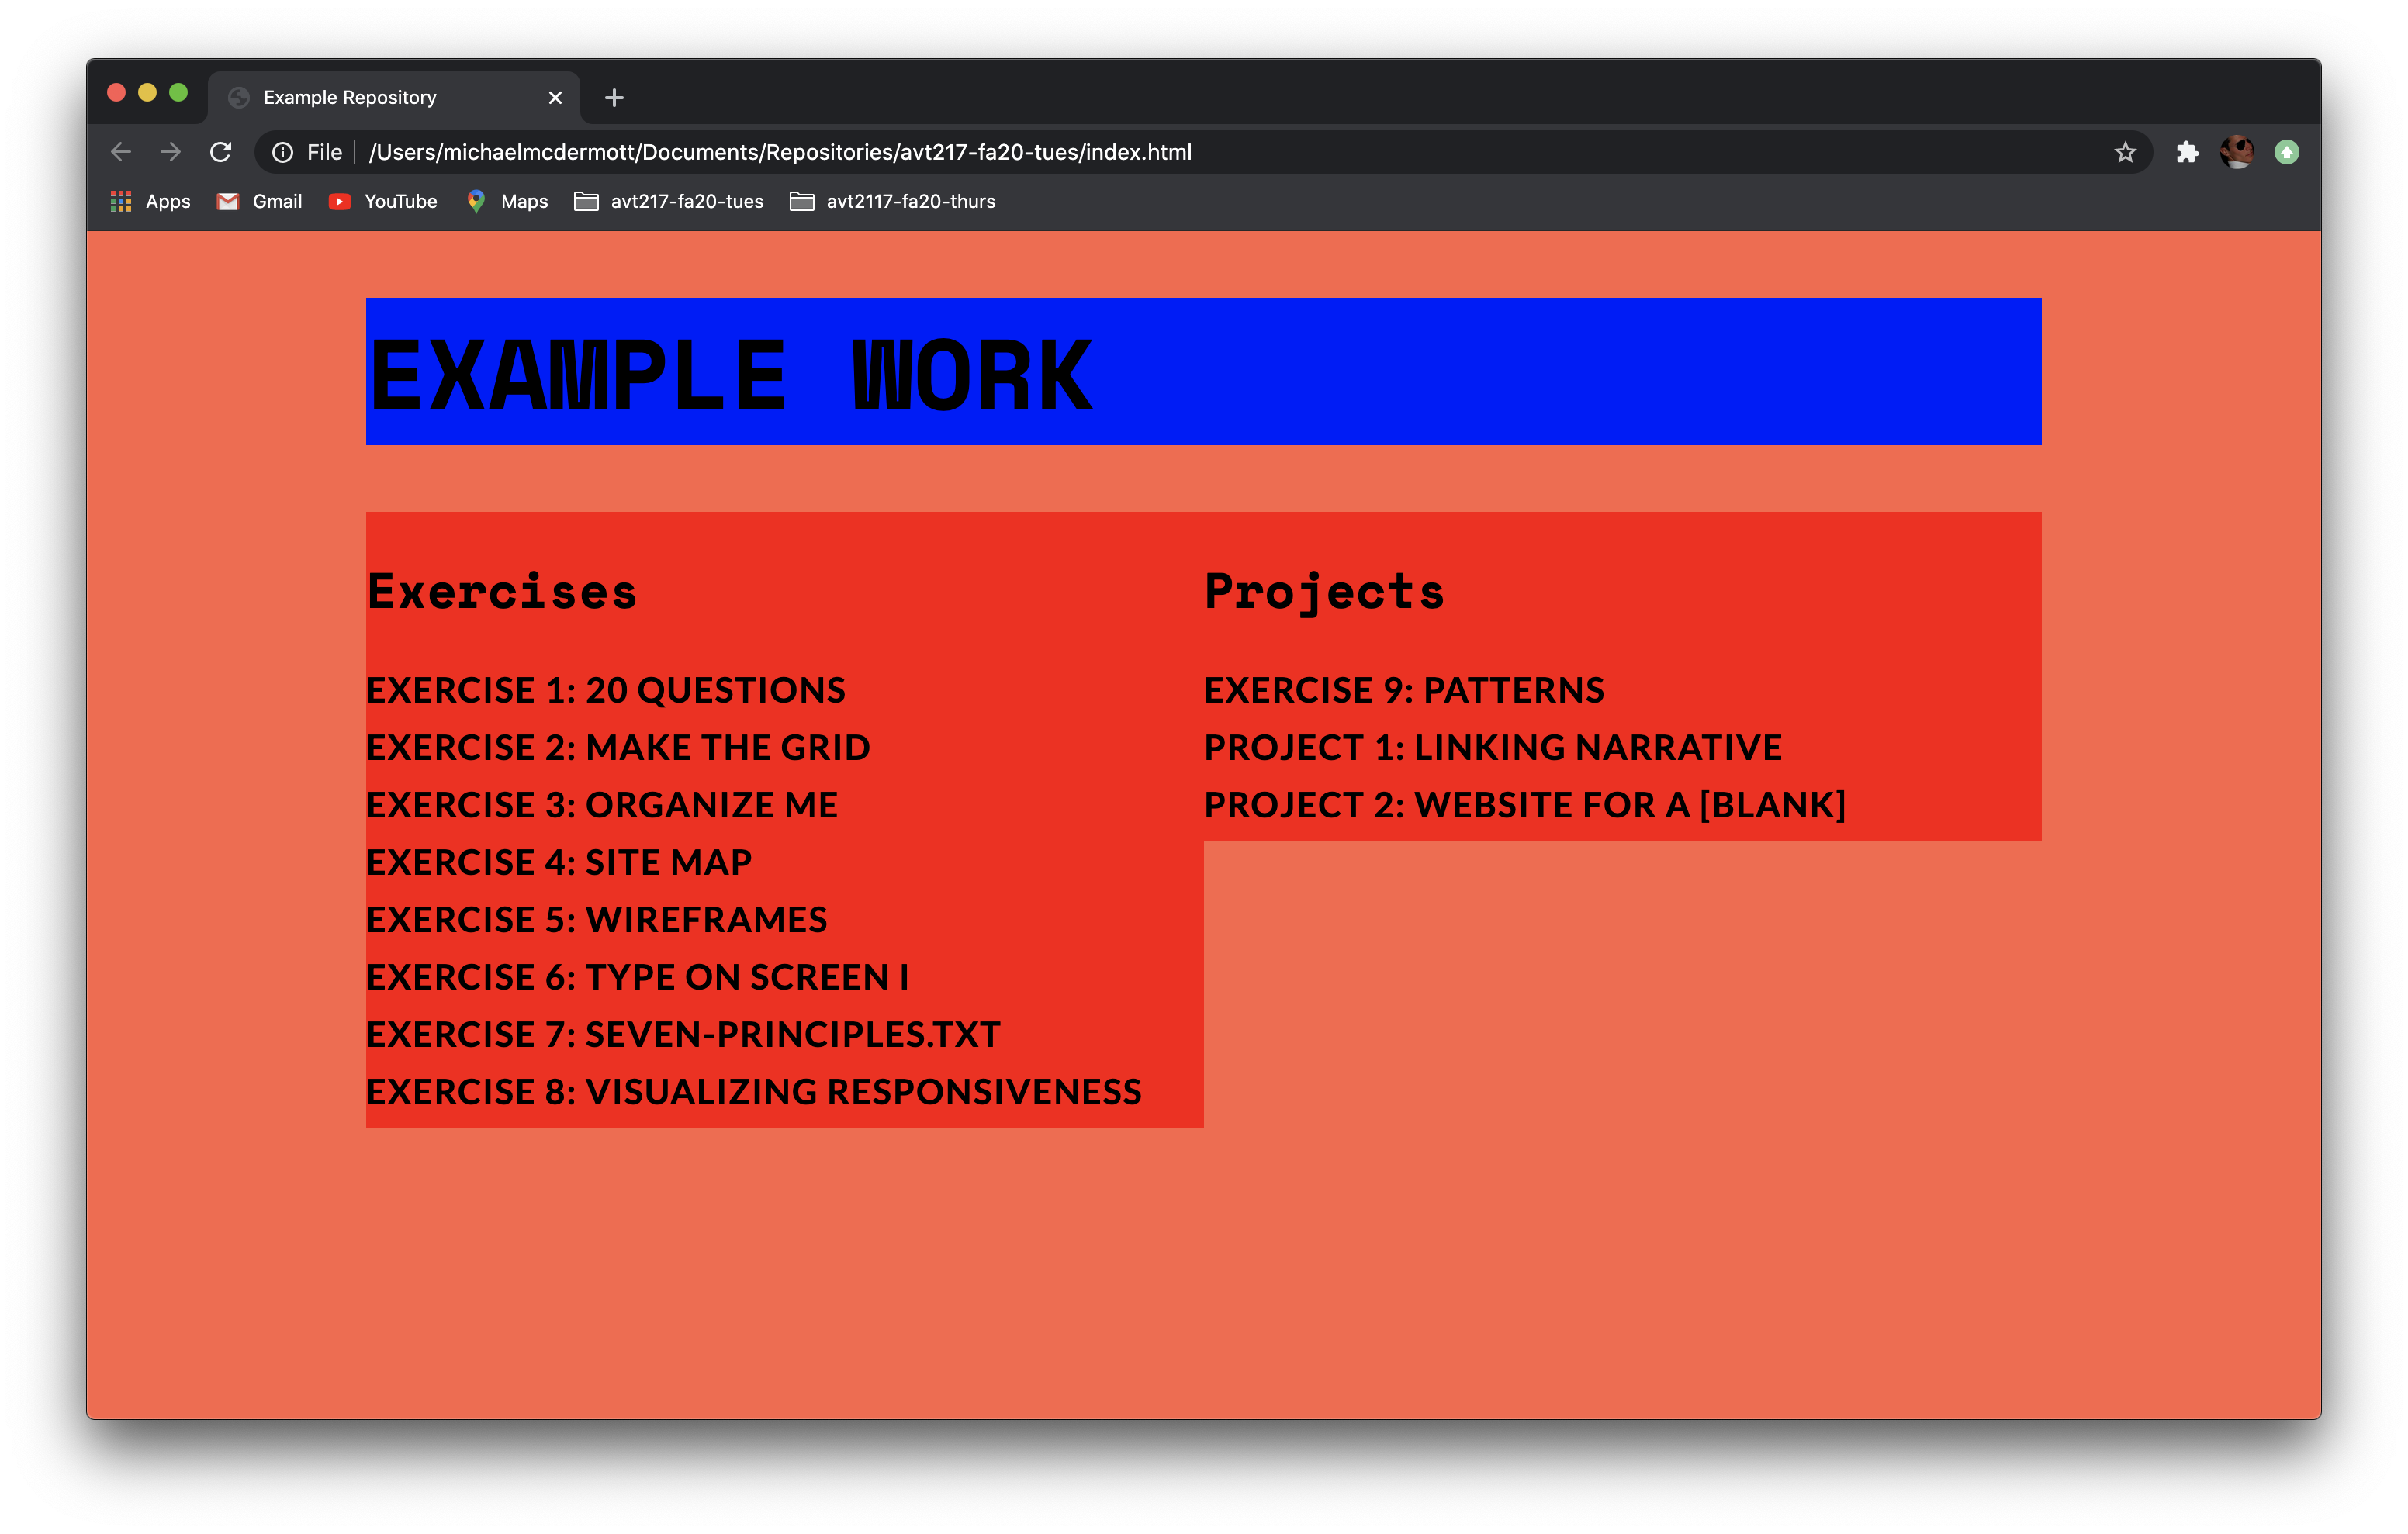 Example Repository
File /Users/michaelmcdermott/Documents/Repositories/avt217-fa20-tues/index.html
Apps Gmail YouTube Maps avt217-fa20-tues avt2117-fa20-thurs
EXAMPLE WORK
Exercises
EXERCISE 1: 20 QUESTIONS
EXERCISE 2: MAKE THE GRID
EXERCISE 3: ORGANIZE ME
EXERCISE 4: SITE MAP
EXERCISE 5: WIREFRAMES
EXERCISE 6: TYPE ON SCREEN I
EXERCISE 7: SEVEN-PRINCIPLES.TXT
EXERCISE 8: VISUALIZING RESPONSIVENESS
Projects
EXERCISE 9: PATTERNS
PROJECT 1: LINKING NARRATIVE
PROJECT 2: WEBSITE FOR A [BLANK]